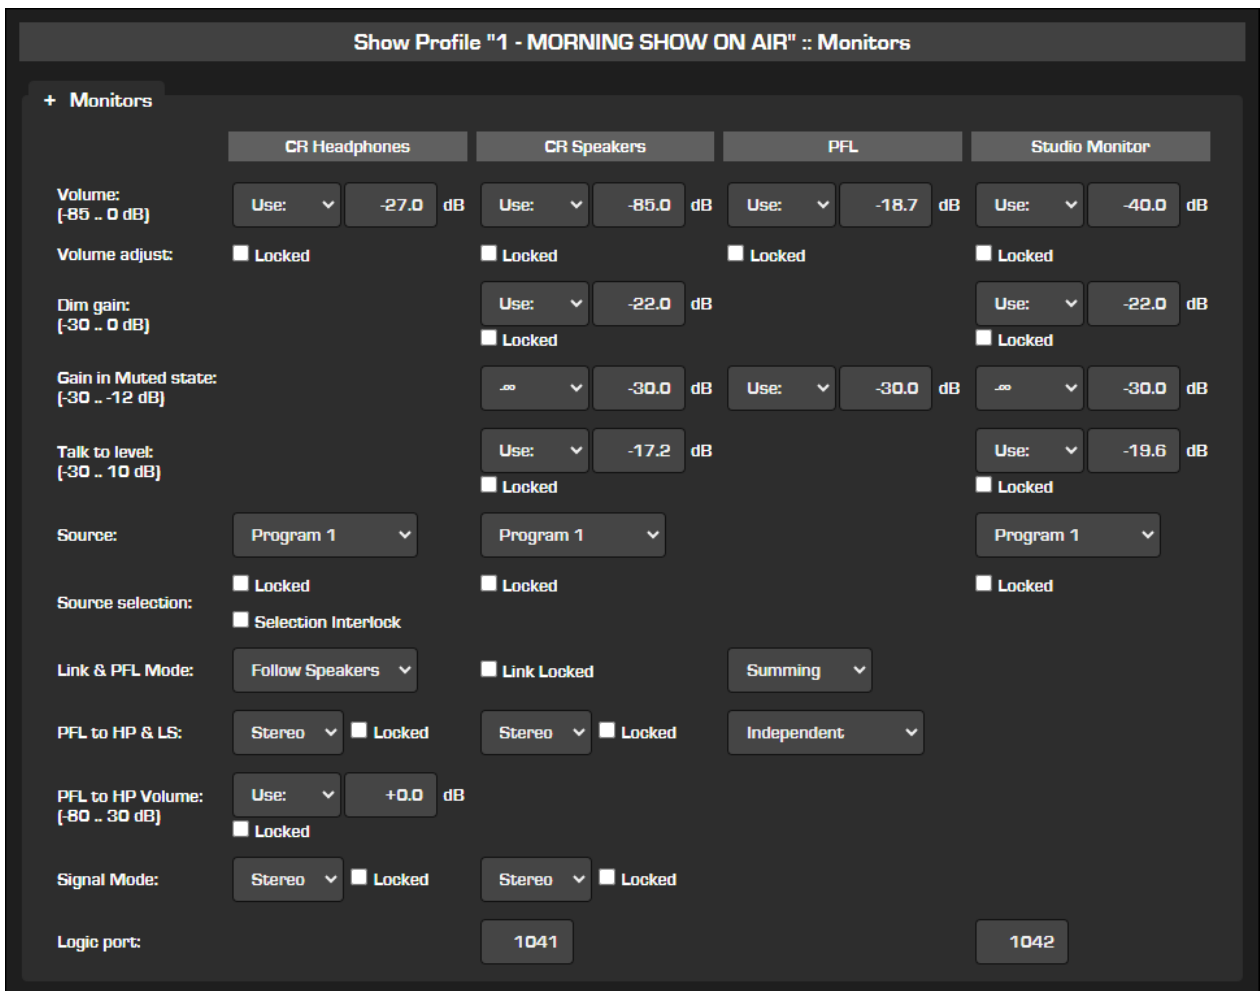 Show Profile "1 - MORNING SHOW ON AIR" :: Monitors
+ Monitors
CR Headphones CR Speakers PFL Studio Monitor
Volume:
(-85 .. 0 dB)
Use: -27.0 dB Use: -85.0 dB Use: -18.7 dB Use: -40.0 dB
Volume adjust: Locked Locked Locked Locked
Dim gain:
(-30 .. 0 dB)
Use: -22.0 dB Use: -22.0 dB
Locked Locked
Gain in Muted state:
(-30 .. -12 dB)
-∞ -30.0 dB Use: -30.0 dB -∞ -30.0 dB
Talk to level:
(-30 .. 10 dB)
Use: -17.2 dB Use: -19.6 dB
Locked Locked
Source: Program 1 Program 1 Program 1
Source selection:
Locked Locked Locked
Selection Interlock
Link & PFL Mode: Follow Speakers Link Locked Summing
PFL to HP & LS: Stereo Locked Stereo Locked Independent
PFL to HP Volume:
(-80 .. 30 dB)
Use: +0.0 dB
Locked
Signal Mode: Stereo Locked Stereo Locked
Logic port: 1041 1042